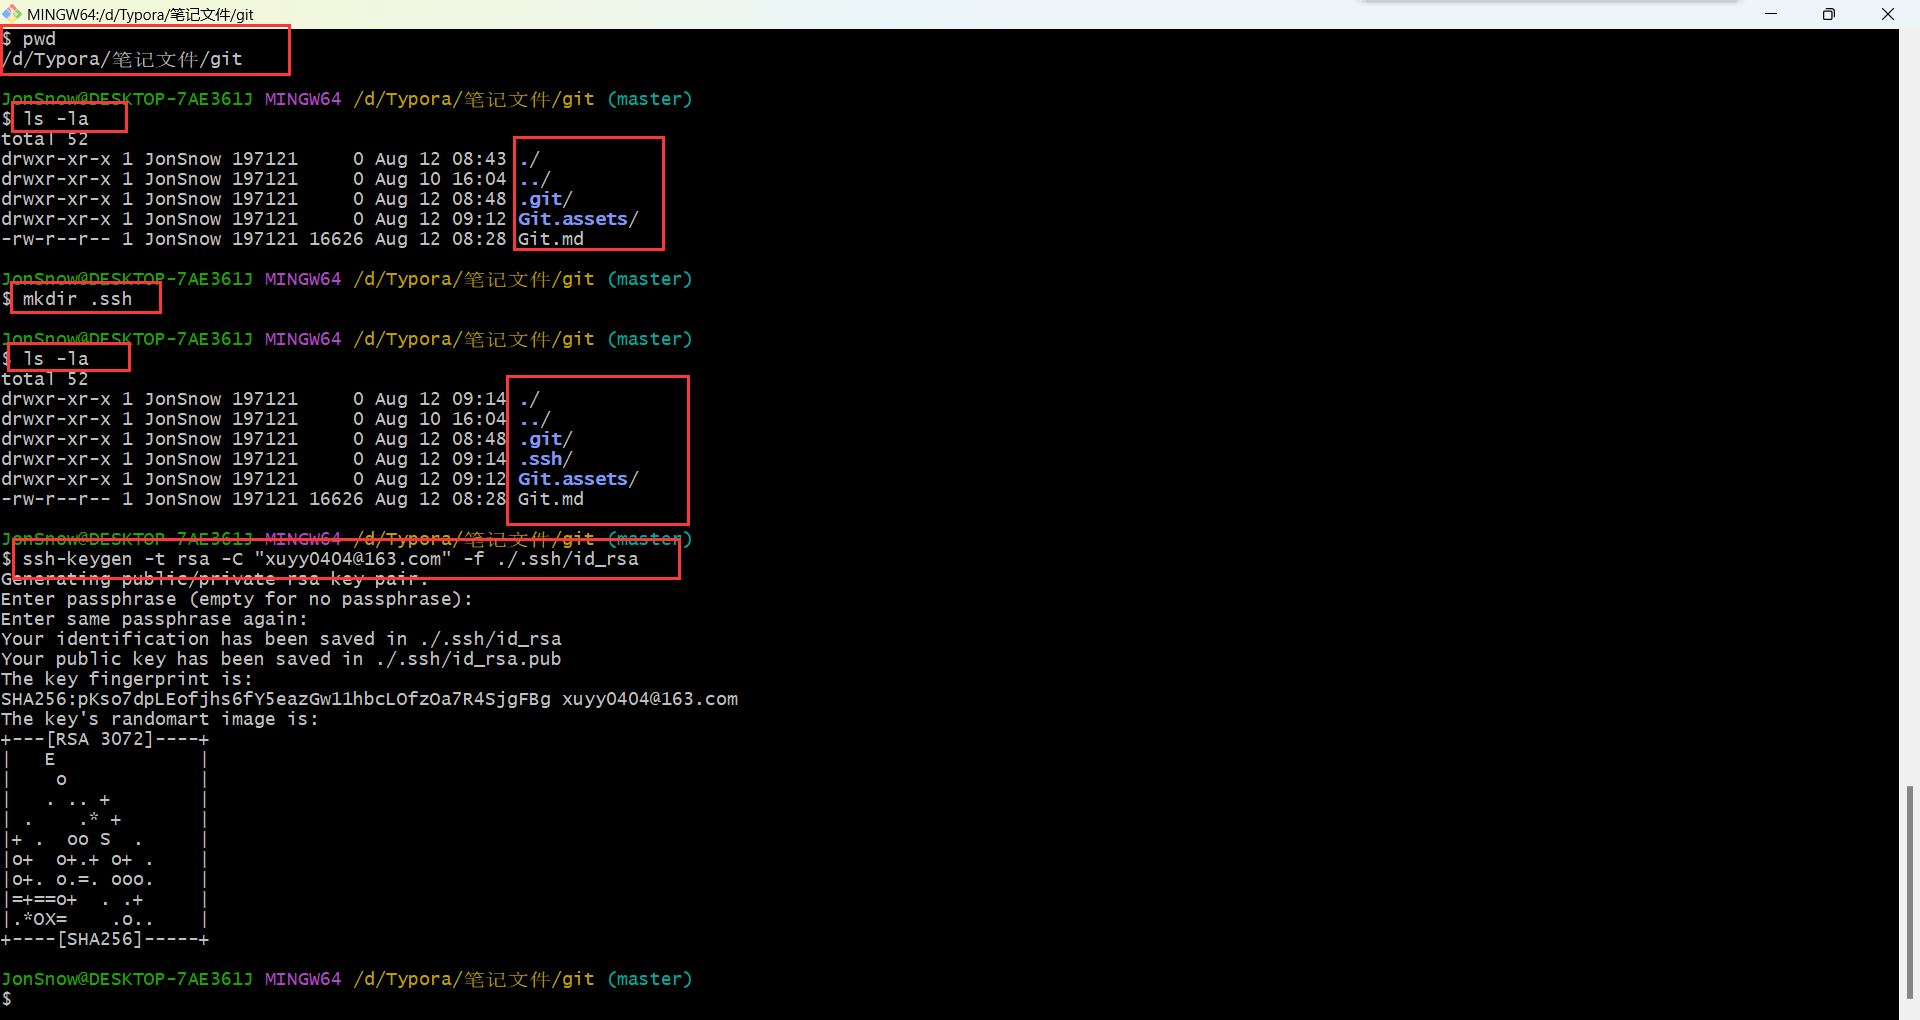 MINGW64:/d/Typora/笔记文件/git
$ pwd
/d/Typora/笔记文件/git
JonSnow@DESKTOP-7AE361J MINGW64 /d/Typora/笔记文件/git (master)
$ ls -la
total 52
drwxr-xr-x 1 JonSnow 197121     0 Aug 12 08:43 ./
drwxr-xr-x 1 JonSnow 197121     0 Aug 10 16:04 ../
drwxr-xr-x 1 JonSnow 197121     0 Aug 12 08:48 .git/
drwxr-xr-x 1 JonSnow 197121     0 Aug 12 09:12 Git.assets/
-rw-r--r-- 1 JonSnow 197121 16626 Aug 12 08:28 Git.md
JonSnow@DESKTOP-7AE361J MINGW64 /d/Typora/笔记文件/git (master)
$ mkdir .ssh
JonSnow@DESKTOP-7AE361J MINGW64 /d/Typora/笔记文件/git (master)
$ ls -la
total 52
drwxr-xr-x 1 JonSnow 197121     0 Aug 12 09:14 ./
drwxr-xr-x 1 JonSnow 197121     0 Aug 10 16:04 ../
drwxr-xr-x 1 JonSnow 197121     0 Aug 12 08:48 .git/
drwxr-xr-x 1 JonSnow 197121     0 Aug 12 09:14 .ssh/
drwxr-xr-x 1 JonSnow 197121     0 Aug 12 09:12 Git.assets/
-rw-r--r-- 1 JonSnow 197121 16626 Aug 12 08:28 Git.md
JonSnow@DESKTOP-7AE361J MINGW64 /d/Typora/笔记文件/git (master)
$ ssh-keygen -t rsa -C "xuyy0404@163.com" -f ./.ssh/id_rsa
Generating public/private rsa key pair.
Enter passphrase (empty for no passphrase):
Enter same passphrase again:
Your identification has been saved in ./.ssh/id_rsa
Your public key has been saved in ./.ssh/id_rsa.pub
The key fingerprint is:
SHA256:pKso7dpLEofjhs6fY5eazGw11hbcLOfzOa7R4SjgFBg xuyy0404@163.com
The key's randomart image is:
+---[RSA 3072]----+
|   E             |
|    o            |
|   . .. +        |
| .    .* +       |
|+ .  oo S  .     |
|o+  o+.+ o+ .    |
|o+. o.=. ooo.    |
|=+==o+  . .+     |
|.*OX=    .o..    |
+----[SHA256]-----+
JonSnow@DESKTOP-7AE361J MINGW64 /d/Typora/笔记文件/git (master)
$